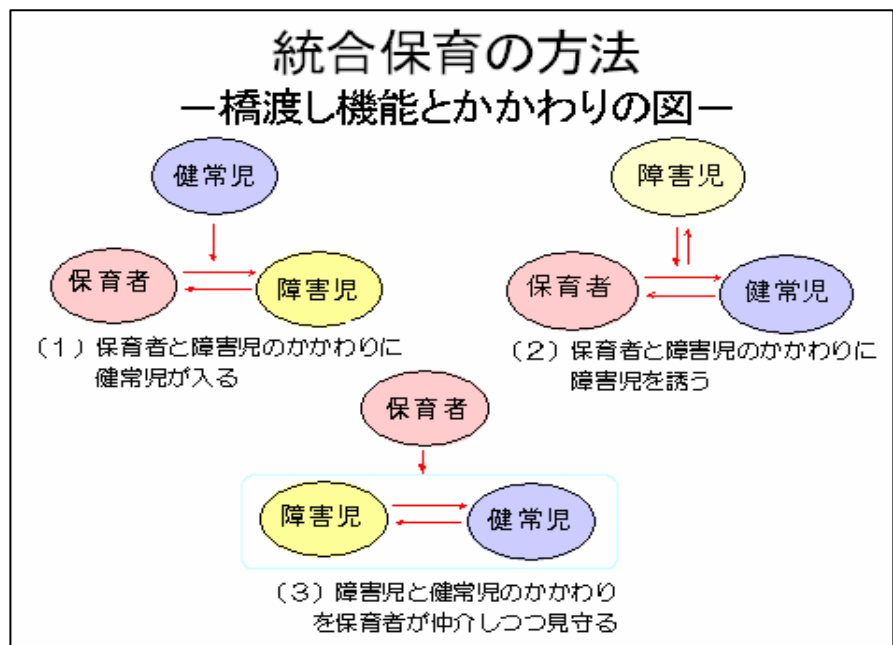 統合保育の方法
－橋渡し機能とかかわりの図－
健常児
保育者
障害児
（１）保育者と障害児のかかわりに
健常児が入る
障害児
保育者
健常児
（２）保育者と障害児のかかわりに
障害児を誘う
保育者
障害児
健常児
（３）障害児と健常児のかかわり
を保育者が仲介しつつ見守る